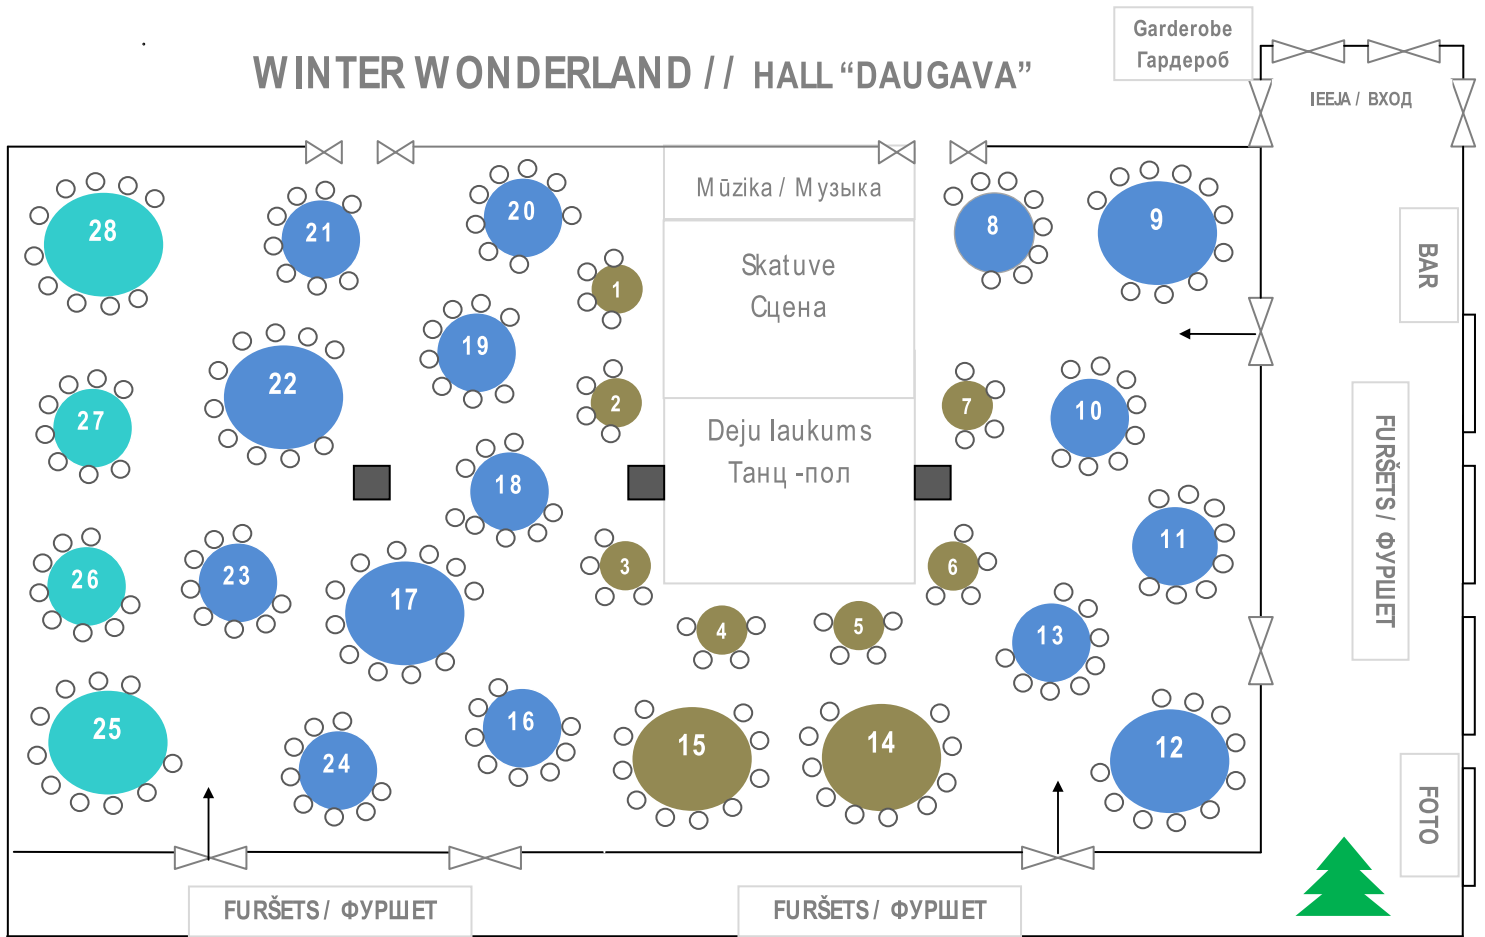 Garderobe
Гардероб
WINTER WONDERLAND // HALL “DAUGAVA”
IEEJA / ВХОД
Mūzika / Музыка
28
21
20
8
9
BAR
Skatuve
Сцена
1
19
22
2
7
10
27
Deju laukums
Танц -пол
FURŠETS / ФУРШЕТ
18
11
26
23
3
6
17
4
5
13
25
16
15
14
12
24
FOTO
FURŠETS / ФУРШЕТ
FURŠETS / ФУРШЕТ